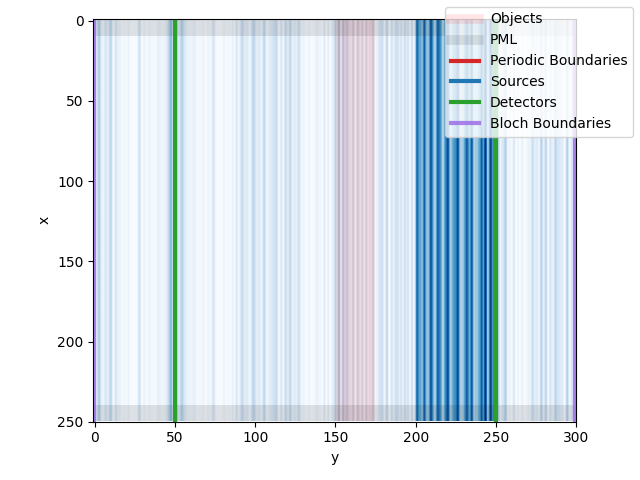 Objects
PML
Periodic Boundaries
Sources
Detectors
Bloch Boundaries
0
50
100
150
200
250
x
0 50 100 150 200 250 300
y